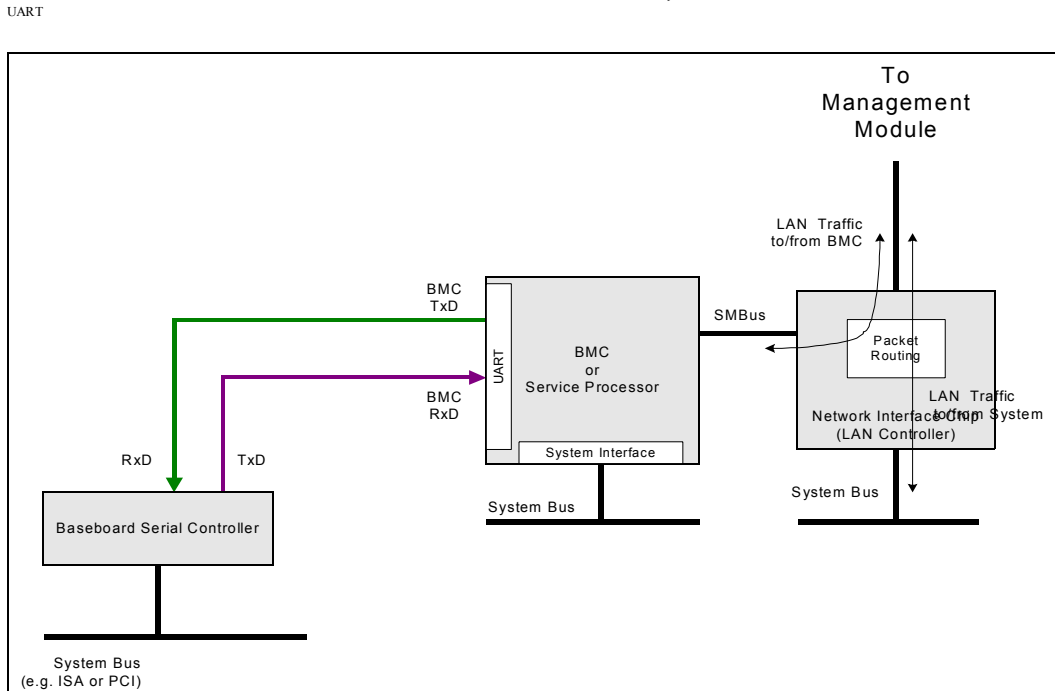 UART
To
Management
Module
LAN Traffic
to/from BMC
BMC
TxD
SMBus
Packet
Routing
BMC
or
Service Processor
UART
BMC
RxD
LAN Traffic
to/from System
Network Interface Chip
(LAN Controller)
System Interface
RxD
TxD
System Bus
System Bus
Baseboard Serial Controller
System Bus
(e.g. ISA or PCI)